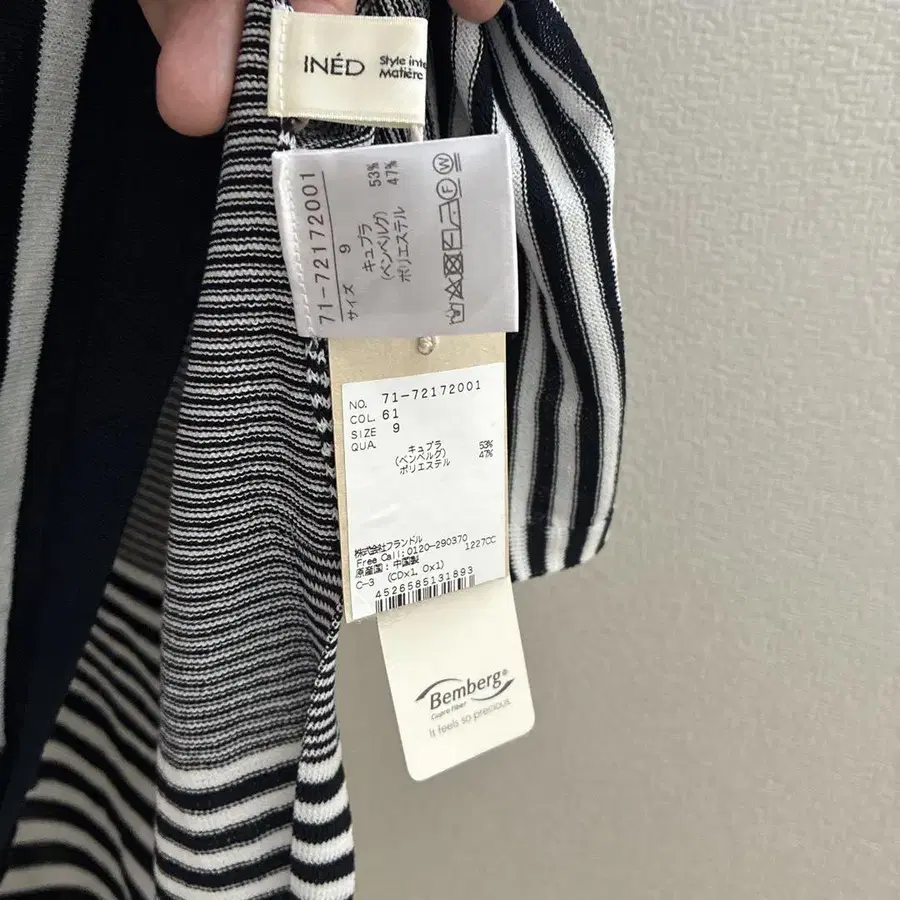 INÉD Style inte
Matière
71-72172001
サイズ 9
キュプラ 53%
(ベンベルグ)
ポリエステル 47%
F W
NO. 71-72172001
COL. 61
SIZE 9
QUA.
キュプラ 53%
(ベンベルグ)
ポリエステル 47%
株式会社フランドル
Free Call:0120-290370
原産国:中国製 1227CC
C-3 (CDx1, Ox1)
4526585131893
Bemberg®
Cupro Fiber
It feels so precious.